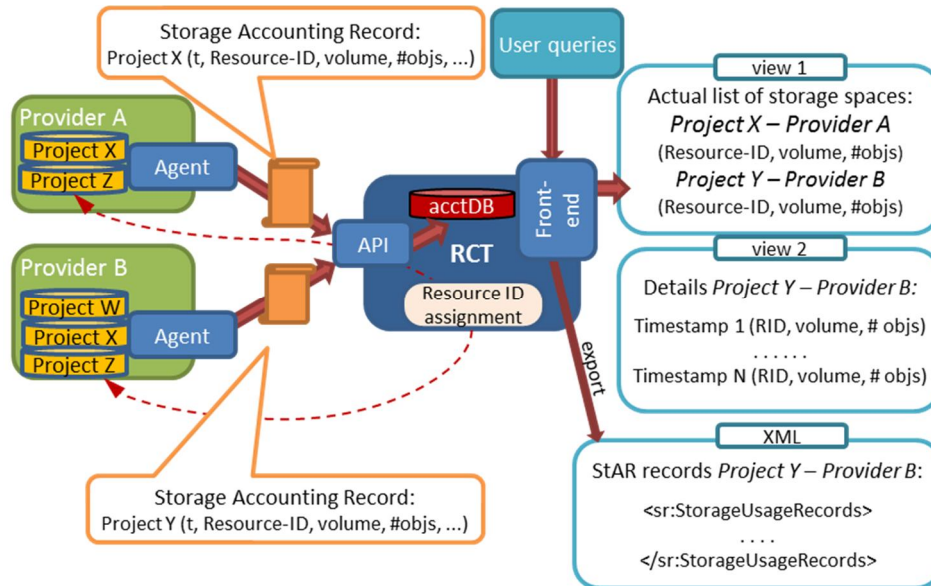 Storage Accounting Record:
Project X (t, Resource-ID, volume, #objs, ...)
User queries
Provider A
Project X
Project Z
Agent
Provider B
Project W
Project X
Project Z
Agent
API
acctDB
RCT
Resource ID
assignment
Front-
end
export
view 1
Actual list of storage spaces:
Project X – Provider A
(Resource-ID, volume, #objs)
Project Y – Provider B
(Resource-ID, volume, #objs)
view 2
Details Project Y – Provider B:
Timestamp 1 (RID, volume, # objs)
. . . . . .
Timestamp N (RID, volume, # objs)
XML
StAR records Project Y – Provider B:
<sr:StorageUsageRecords>
. . . .
</sr:StorageUsageRecords>
Storage Accounting Record:
Project Y (t, Resource-ID, volume, #objs, ...)